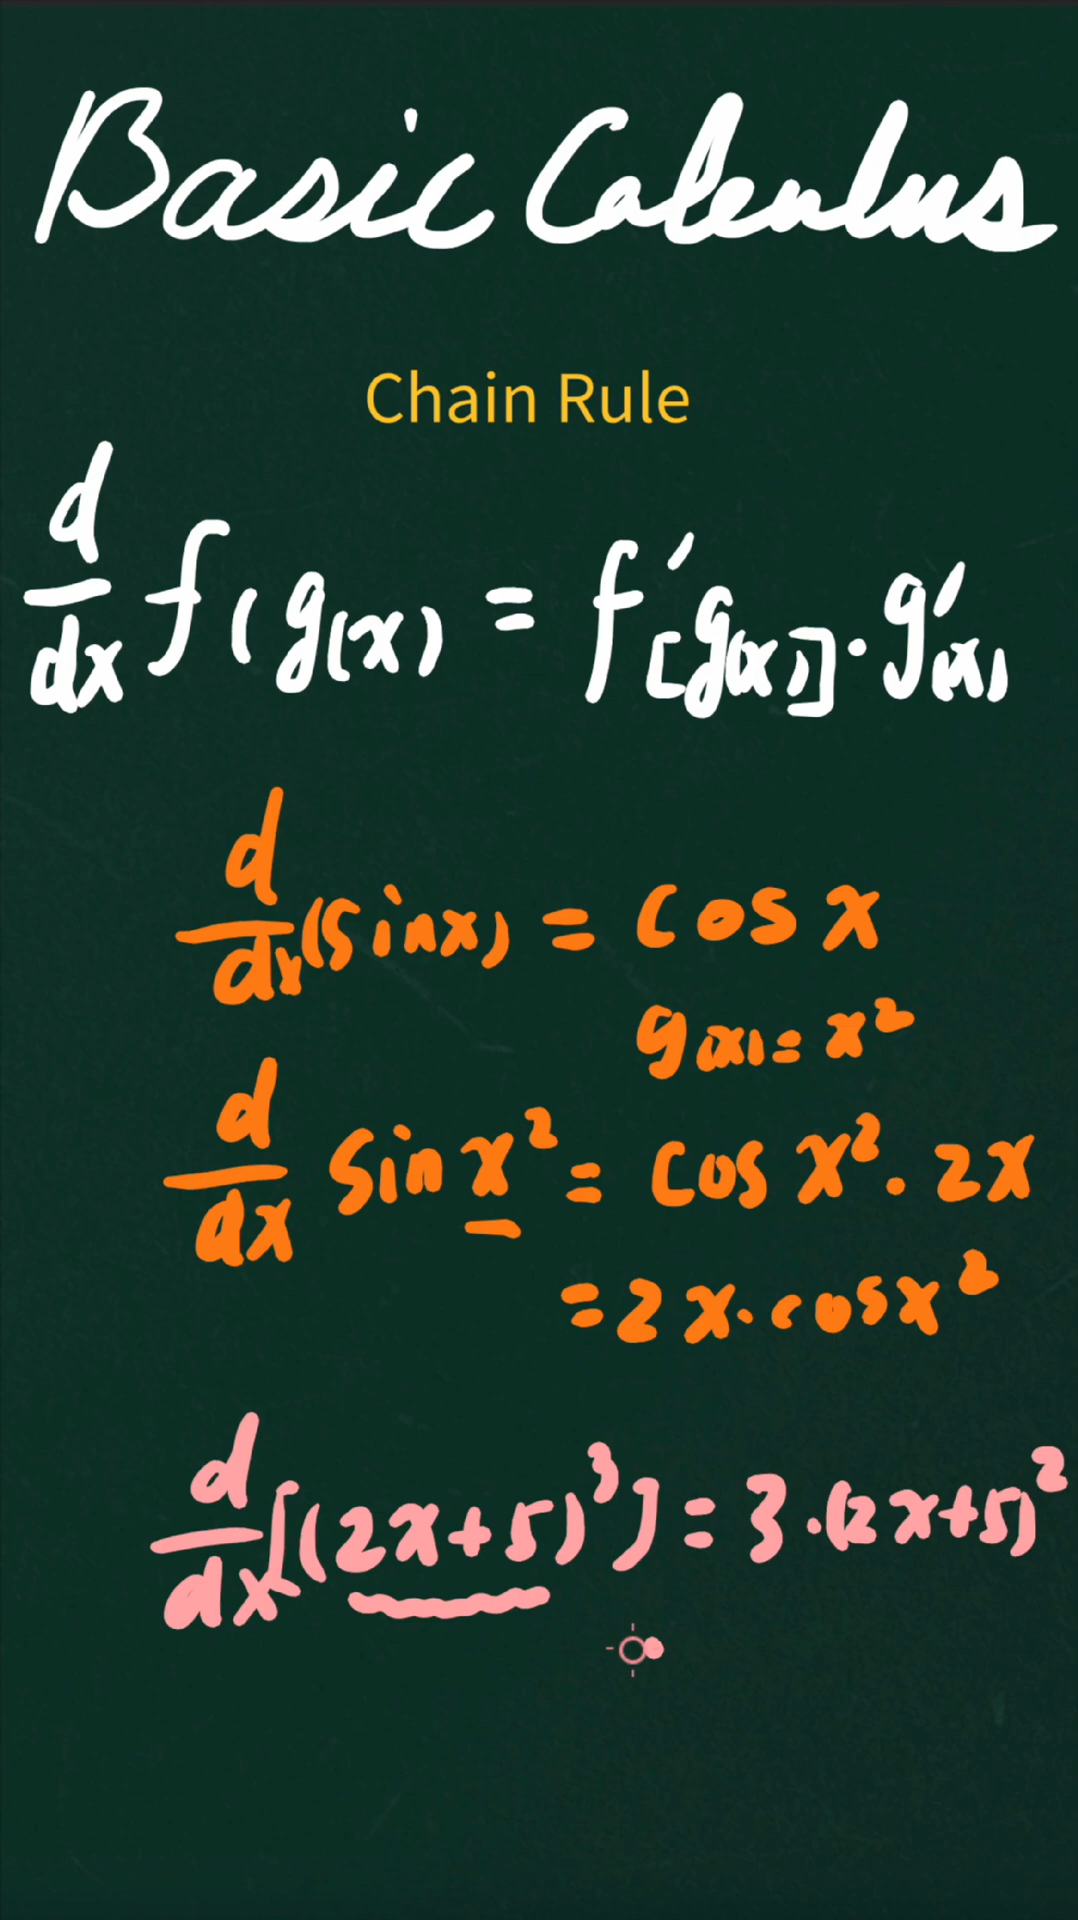 Basic Calculus
Chain Rule
d/dx f(g(x) = f'[g(x)]·g'(x)
d/dx (sinx) = cos x
g(x) = x²
d/dx sin x² = cos x² · 2x
= 2x · cosx²
d/dx [(2x+5)³] = 3·(2x+5)²